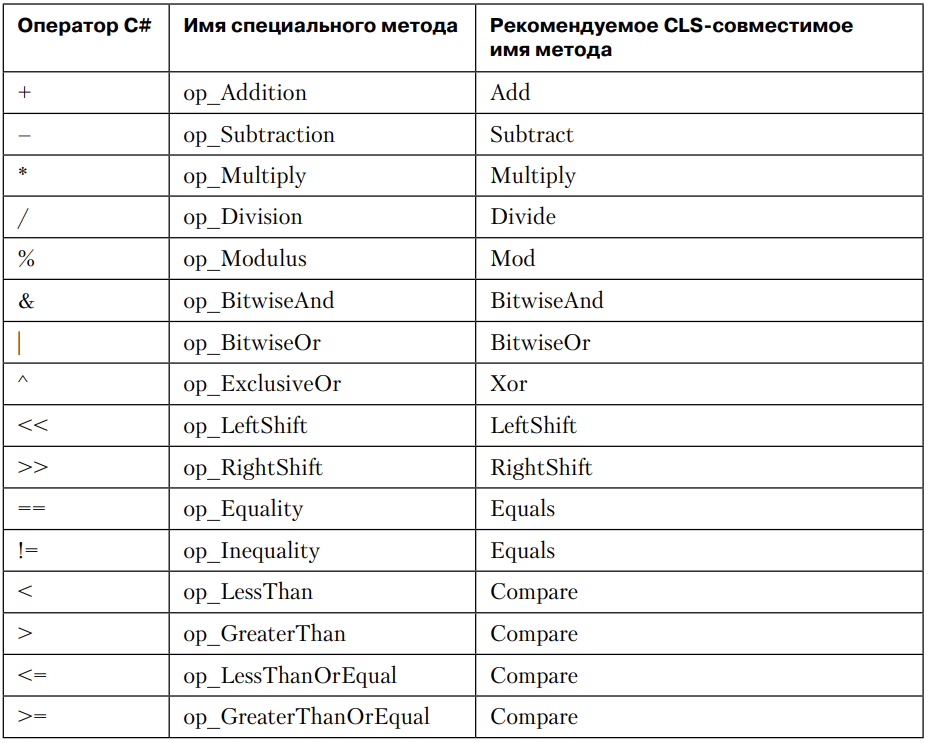 Оператор C# Имя специального метода Рекомендуемое CLS-совместимое
имя метода
+ op_Addition Add
– op_Subtraction Subtract
* op_Multiply Multiply
/ op_Division Divide
% op_Modulus Mod
& op_BitwiseAnd BitwiseAnd
| op_BitwiseOr BitwiseOr
^ op_ExclusiveOr Xor
<< op_LeftShift LeftShift
>> op_RightShift RightShift
== op_Equality Equals
!= op_Inequality Equals
< op_LessThan Compare
> op_GreaterThan Compare
<= op_LessThanOrEqual Compare
>= op_GreaterThanOrEqual Compare